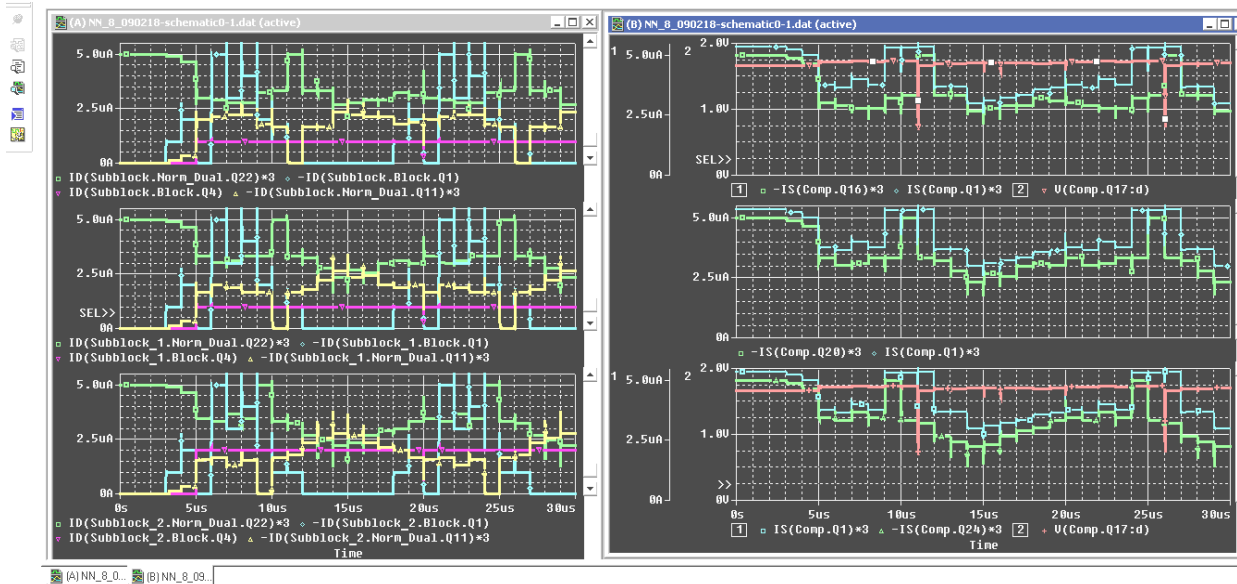 (A) NN_8_090218-schematic0-1.dat (active)
5.0uA
2.5uA
0A
ID(Subblock.Norm_Dual.Q22)*3 -ID(Subblock.Block.Q1)
ID(Subblock.Block.Q4) -ID(Subblock.Norm_Dual.Q11)*3
5.0uA
2.5uA
SEL>>
0A
ID(Subblock_1.Norm_Dual.Q22)*3 -ID(Subblock_1.Block.Q1)
ID(Subblock_1.Block.Q4) -ID(Subblock_1.Norm_Dual.Q11)*3
5.0uA
2.5uA
0A
0s 5us 10us 15us 20us 25us 30us
ID(Subblock_2.Norm_Dual.Q22)*3 -ID(Subblock_2.Block.Q1)
ID(Subblock_2.Block.Q4) -ID(Subblock_2.Norm_Dual.Q11)*3
Time
(B) NN_8_090218-schematic0-1.dat (active)
1 2 2.0V
5.0uA
1.0V
2.5uA
SEL>>
0A 0V
1 -IS(Comp.Q16)*3 IS(Comp.Q1)*3 2 V(Comp.Q17:d)
5.0uA
2.5uA
0A
-IS(Comp.Q20)*3 IS(Comp.Q1)*3
1 2 2.0V
5.0uA
1.0V
2.5uA
>>
0A 0V
0s 5us 10us 15us 20us 25us 30us
1 IS(Comp.Q1)*3 -IS(Comp.Q24)*3 2 V(Comp.Q17:d)
Time
(A) NN_8_0... (B) NN_8_09...